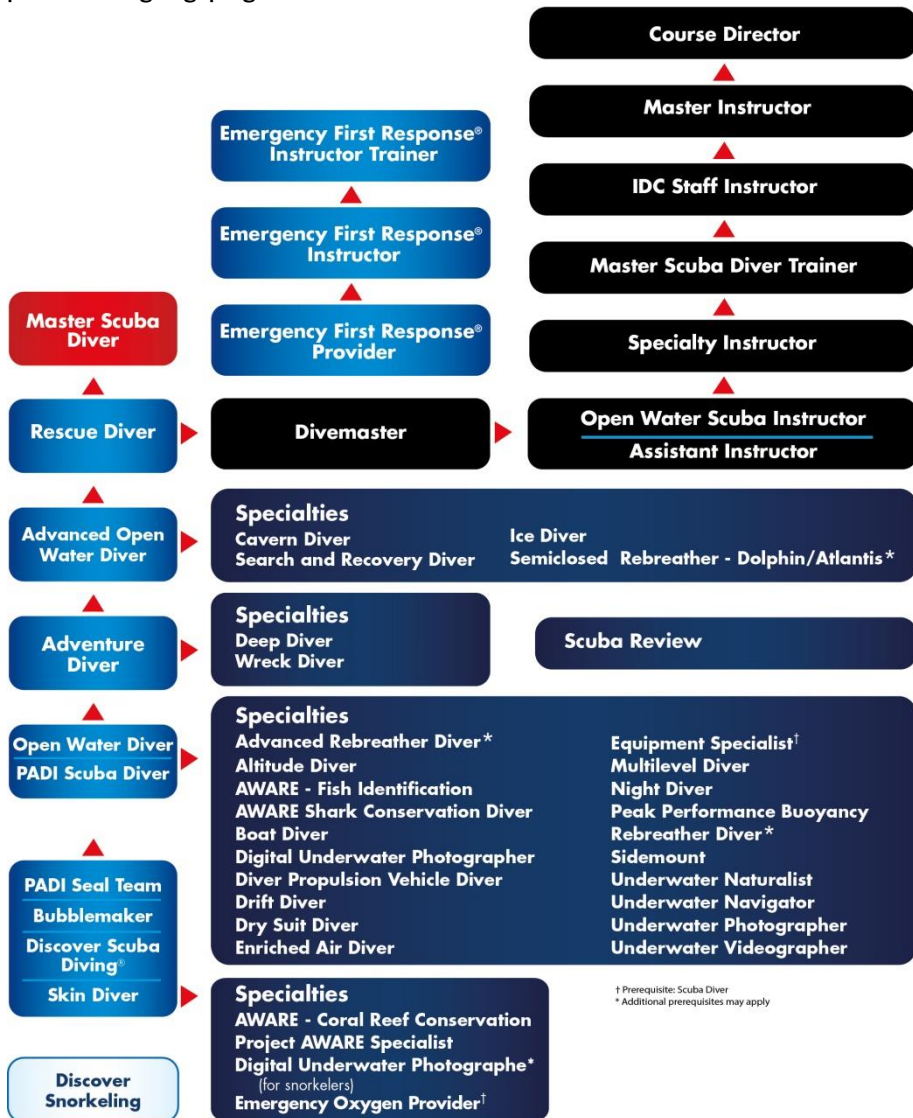 Course Director
Master Instructor
Emergency First Response®
Instructor Trainer
IDC Staff Instructor
Emergency First Response®
Instructor
Master Scuba Diver Trainer
Master Scuba
Diver
Emergency First Response®
Provider
Specialty Instructor
Rescue Diver
Divemaster
Open Water Scuba Instructor
Assistant Instructor
Advanced Open
Water Diver
Specialties
Cavern Diver
Search and Recovery Diver
Ice Diver
Semiclosed Rebreather - Dolphin/Atlantis*
Adventure
Diver
Specialties
Deep Diver
Wreck Diver
Scuba Review
Open Water Diver
PADI Scuba Diver
Specialties
Advanced Rebreather Diver*
Altitude Diver
AWARE - Fish Identification
AWARE Shark Conservation Diver
Boat Diver
Digital Underwater Photographer
Diver Propulsion Vehicle Diver
Drift Diver
Dry Suit Diver
Enriched Air Diver
Equipment Specialist†
Multilevel Diver
Night Diver
Peak Performance Buoyancy
Rebreather Diver*
Sidemount
Underwater Naturalist
Underwater Navigator
Underwater Photographer
Underwater Videographer
PADI Seal Team
Bubblemaker
Discover Scuba
Diving®
Skin Diver
Specialties
AWARE - Coral Reef Conservation
Project AWARE Specialist
Digital Underwater Photographe*
(for snorkelers)
Emergency Oxygen Provider†
† Prerequisite: Scuba Diver
* Additional prerequisites may apply
Discover
Snorkeling